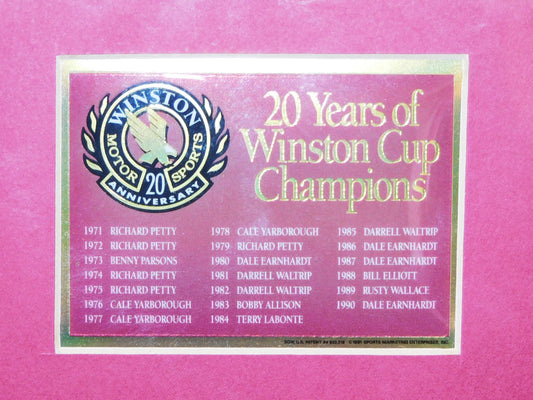 WINSTON
MOTOR SPORTS
20
ANNIVERSARY
20 Years of
Winston Cup
Champions
1971 RICHARD PETTY
1972 RICHARD PETTY
1973 BENNY PARSONS
1974 RICHARD PETTY
1975 RICHARD PETTY
1976 CALE YARBOROUGH
1977 CALE YARBOROUGH
1978 CALE YARBOROUGH
1979 RICHARD PETTY
1980 DALE EARNHARDT
1981 DARRELL WALTRIP
1982 DARRELL WALTRIP
1983 BOBBY ALLISON
1984 TERRY LABONTE
1985 DARRELL WALTRIP
1986 DALE EARNHARDT
1987 DALE EARNHARDT
1988 BILL ELLIOTT
1989 RUSTY WALLACE
1990 DALE EARNHARDT
U.S. PATENT © 1991 SPORTS MARKETING ENTERPRISES, INC.